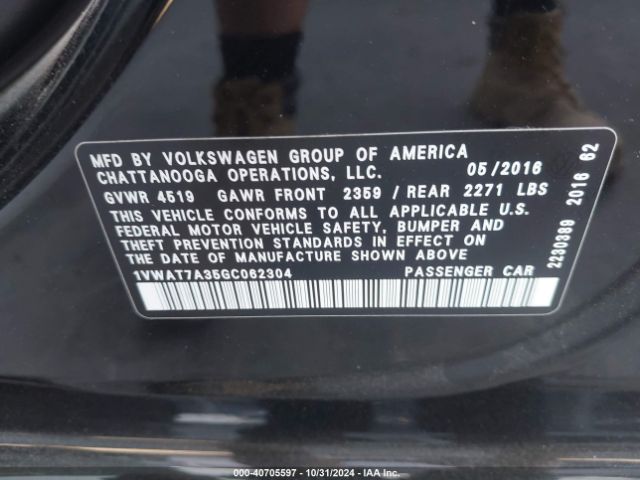 MFD BY VOLKSWAGEN GROUP OF AMERICA
CHATTANOOGA OPERATIONS, LLC. 05/2016
GVWR 4519 GAWR FRONT 2359 / REAR 2271 LBS
THIS VEHICLE CONFORMS TO ALL APPLICABLE U.S.
FEDERAL MOTOR VEHICLE SAFETY, BUMPER AND
THEFT PREVENTION STANDARDS IN EFFECT ON
THE DATE OF MANUFACTURE SHOWN ABOVE
1VWAT7A35GC062304 PASSENGER CAR
2230389 2016 62
000-40705597 - 10/31/2024 - IAA Inc.